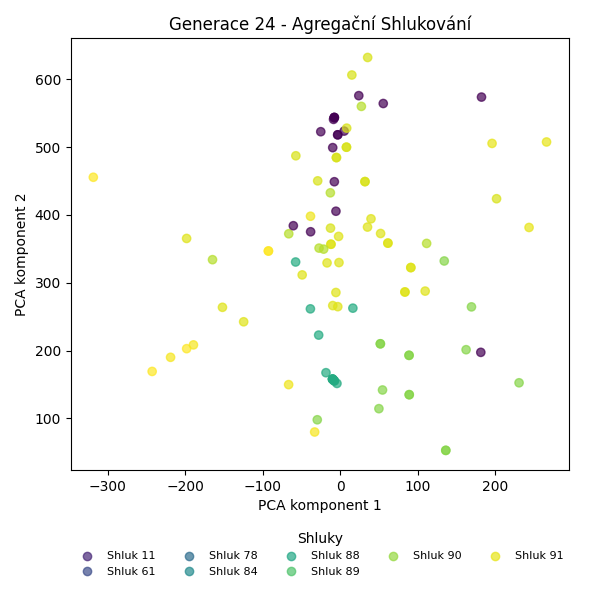 Generace 24 - Agregační Shlukování
PCA komponent 2
600
500
400
300
200
100
−300 −200 −100 0 100 200
PCA komponent 1
Shluky
Shluk 11 Shluk 78 Shluk 88 Shluk 90 Shluk 91
Shluk 61 Shluk 84 Shluk 89